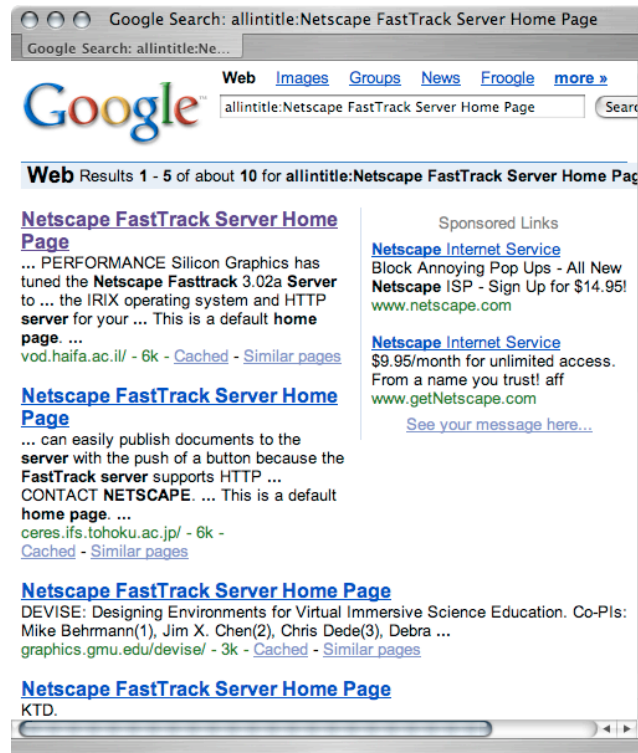 Google Search: allintitle:Netscape FastTrack Server Home Page
Google Search: allintitle:Ne...
Google™
Web Images Groups News Froogle more »
allintitle:Netscape FastTrack Server Home Page
Web Results 1 - 5 of about 10 for allintitle:Netscape FastTrack Server Home
Netscape FastTrack Server Home
Page
... PERFORMANCE Silicon Graphics has
tuned the Netscape Fasttrack 3.02a Server
to ... the IRIX operating system and HTTP
server for your ... This is a default home
page. ...
vod.haifa.ac.il/ - 6k - Cached - Similar pages
Netscape FastTrack Server Home
Page
... can easily publish documents to the
server with the push of a button because the
FastTrack server supports HTTP ...
CONTACT NETSCAPE. ... This is a default
home page. ...
ceres.ifs.tohoku.ac.jp/ - 6k -
Cached - Similar pages
Sponsored Links
Netscape Internet Service
Block Annoying Pop Ups - All New
Netscape ISP - Sign Up for $14.95!
www.netscape.com
Netscape Internet Service
$9.95/month for unlimited access.
From a name you trust! aff
www.getNetscape.com
See your message here...
Netscape FastTrack Server Home Page
DEVISE: Designing Environments for Virtual Immersive Science Education. Co-PIs:
Mike Behrmann(1), Jim X. Chen(2), Chris Dede(3), Debra ...
graphics.gmu.edu/devise/ - 3k - Cached - Similar pages
Netscape FastTrack Server Home Page
KTD.